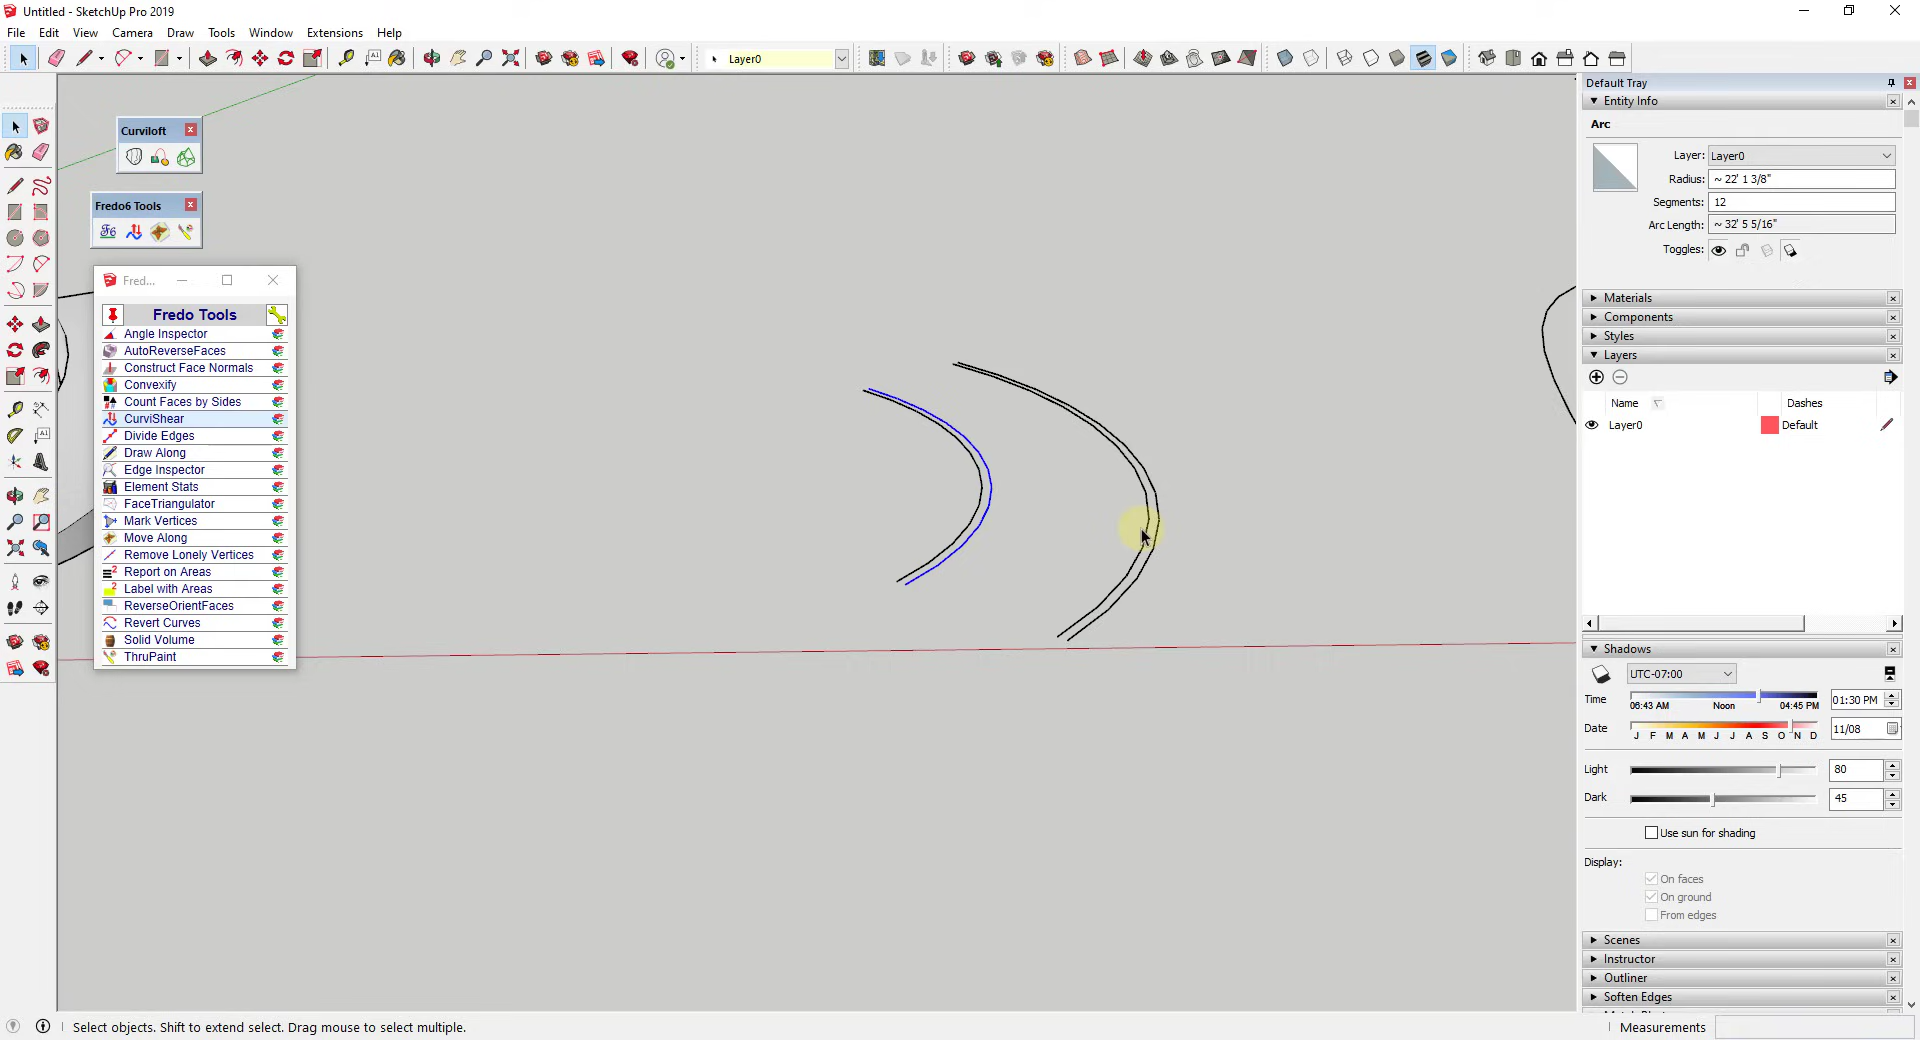 Untitled - SketchUp Pro 2019
File Edit View Camera Draw Tools Window Extensions Help
Layer0
Default Tray
Entity Info
Arc
Layer: Layer0
Radius: ~ 22' 1 3/8"
Segments: 12
Arc Length: ~ 32' 5 5/16"
Toggles:
Materials
Components
Styles
Layers
Name Dashes
Layer0 Default
Shadows
UTC-07:00
Time 01:30 PM
06:43 AM Noon 04:45 PM
Date 11/08
J F M A M J J A S O N D
Light 80
Dark 45
Use sun for shading
Display:
On faces
On ground
From edges
Scenes
Instructor
Outliner
Soften Edges
Curviloft
Fredo6 Tools
Fred...
Fredo Tools
Angle Inspector
AutoReverseFaces
Construct Face Normals
Convexify
Count Faces by Sides
CurviShear
Divide Edges
Draw Along
Edge Inspector
Element Stats
FaceTriangulator
Mark Vertices
Move Along
Remove Lonely Vertices
Report on Areas
Label with Areas
ReverseOrientFaces
Revert Curves
Solid Volume
ThruPaint
Select objects. Shift to extend select. Drag mouse to select multiple.
Measurements